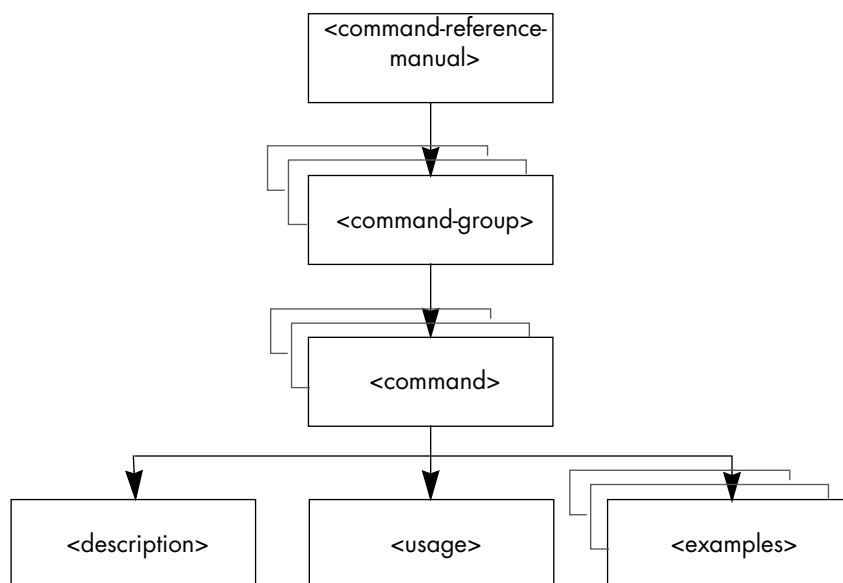 <command-reference-
manual>
<command-group>
<command>
<description>
<usage>
<examples>